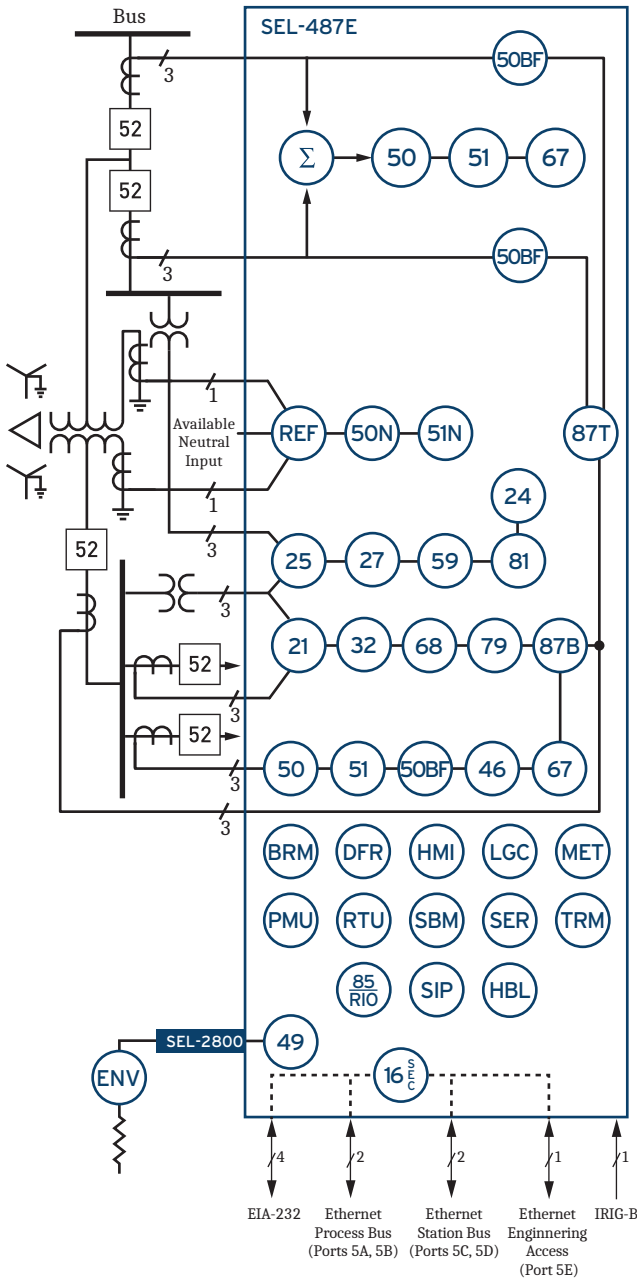 Bus
SEL-487E
3
50BF
52
Σ
50
51
67
52
3
50BF
1
Available
Neutral
Input
REF
50N
51N
87T
1
24
3
25
27
59
81
52
3
21
32
68
79
87B
52
3
52
3
50
51
50BF
46
67
3
BRM
DFR
HMI
LGC
MET
PMU
RTU
SBM
SER
TRM
85
RIO
SIP
HBL
SEL-2800
49
ENV
16 SEC
4
2
2
1
1
EIA-232
Ethernet
Process Bus
(Ports 5A, 5B)
Ethernet
Station Bus
(Ports 5C, 5D)
Ethernet
Enginnering
Access
(Port 5E)
IRIG-B